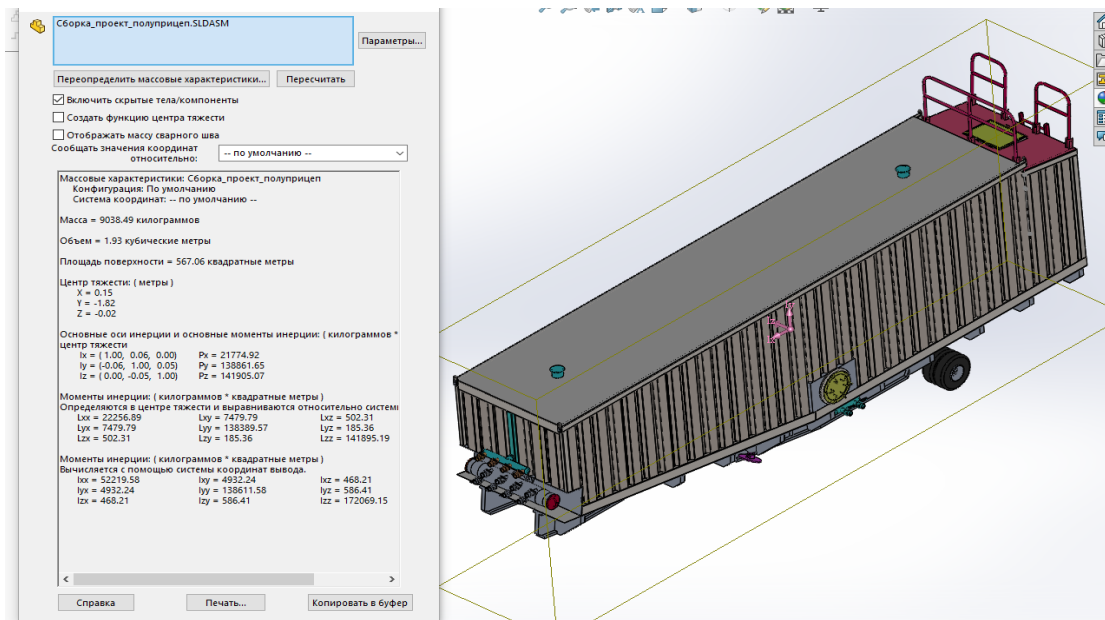 Сборка_проект_полуприцеп.SLDASM
Параметры...
Переопределить массовые характеристики...
Пересчитать
Включить скрытые тела/компоненты
Создать функцию центра тяжести
Отображать массу сварного шва
Сообщать значения координат
относительно:
-- по умолчанию --
Массовые характеристики: Сборка_проект_полуприцеп
Конфигурация: По умолчанию
Система координат: -- по умолчанию --
Масса = 9038.49 килограммов
Объем = 1.93 кубические метры
Площадь поверхности = 567.06 квадратные метры
Центр тяжести: ( метры )
X = 0.15
Y = -1.82
Z = -0.02
Основные оси инерции и основные моменты инерции: ( килограммов *
центр тяжести
Ix = ( 1.00, 0.06, 0.00) Px = 21774.92
Iy = (-0.06, 1.00, 0.05) Py = 138861.65
Iz = ( 0.00, -0.05, 1.00) Pz = 141905.07
Моменты инерции: ( килограммов * квадратные метры )
Определяются в центре тяжести и выравниваются относительно системы
Lxx = 22256.89 Lxy = 7479.79 Lxz = 502.31
Lyx = 7479.79 Lyy = 138389.57 Lyz = 185.36
Lzx = 502.31 Lzy = 185.36 Lzz = 141895.19
Моменты инерции: ( килограммов * квадратные метры )
Вычисляется с помощью системы координат вывода.
Ixx = 52219.58 Ixy = 4932.24 Ixz = 468.21
Iyx = 4932.24 Iyy = 138611.58 Iyz = 586.41
Izx = 468.21 Izy = 586.41 Izz = 172069.15
Справка
Печать...
Копировать в буфер